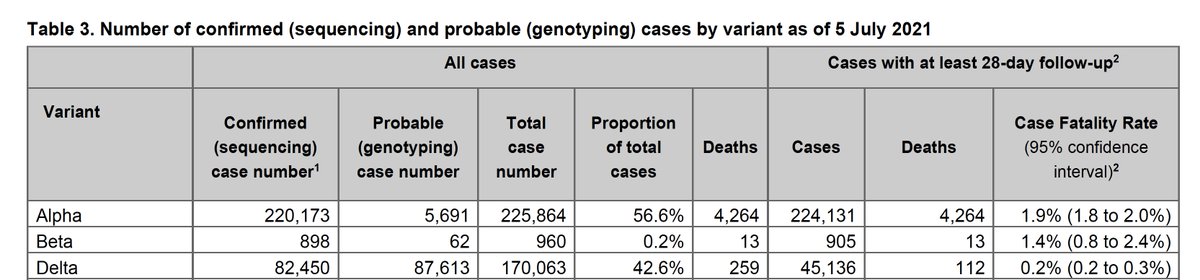 Table 3. Number of confirmed (sequencing) and probable (genotyping) cases by variant as of 5 July 2021
All cases Cases with at least 28-day follow-up²
Variant
Confirmed Probable Total Proportion Case Fatality Rate
(sequencing) (genotyping) case of total Deaths Cases Deaths (95% confidence
case number¹ case number number cases interval)²
Alpha 220,173 5,691 225,864 56.6% 4,264 224,131 4,264 1.9% (1.8 to 2.0%)
Beta 898 62 960 0.2% 13 905 13 1.4% (0.8 to 2.4%)
Delta 82,450 87,613 170,063 42.6% 259 45,136 112 0.2% (0.2 to 0.3%)